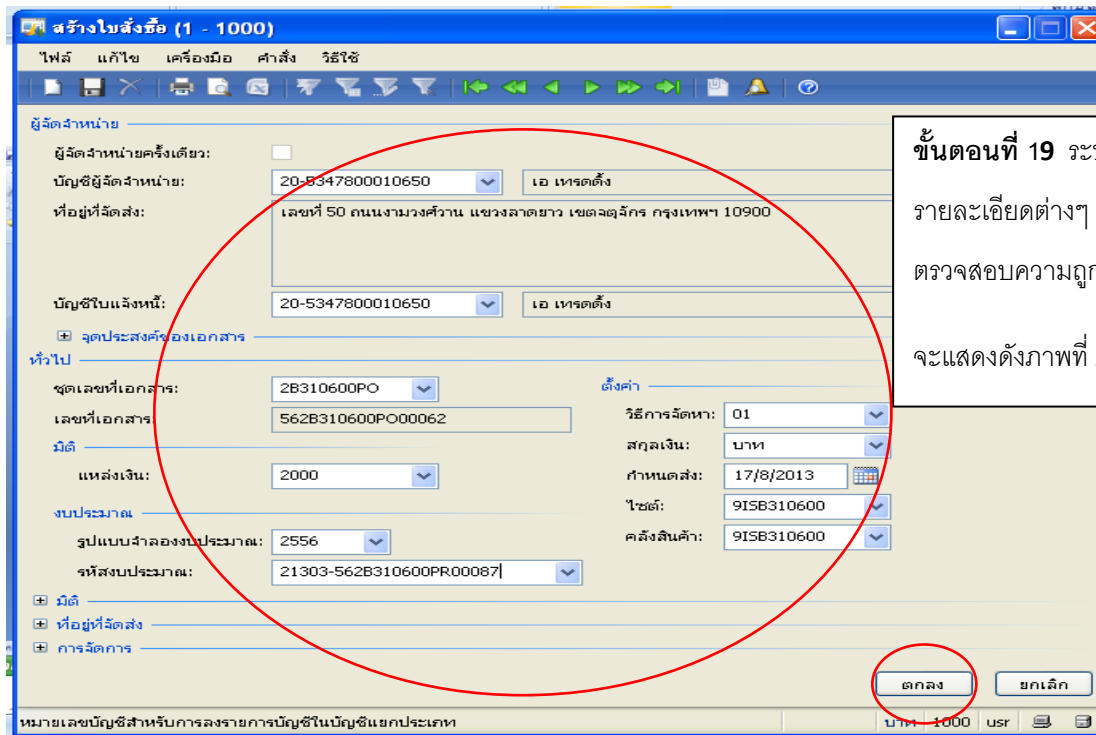 สร้างใบสั่งซื้อ (1 - 1000)
ไฟล์ แก้ไข เครื่องมือ คำสั่ง วิธีใช้
ผู้จัดจำหน่าย
ผู้จัดจำหน่ายครั้งเดียว:
บัญชีผู้จัดจำหน่าย: 20-5347800010650 เอ เทรดดิ้ง
ที่อยู่ที่จัดส่ง: เลขที่ 50 ถนนงามวงศ์วาน แขวงลาดยาว เขตจตุจักร กรุงเทพฯ 10900
บัญชีใบแจ้งหนี้: 20-5347800010650 เอ เทรดดิ้ง
จุดประสงค์ของเอกสาร
ทั่วไป
ชุดเลขที่เอกสาร: 2B310600PO
เลขที่เอกสาร: 562B310600PO00062
มิติ
แหล่งเงิน: 2000
งบประมาณ
รูปแบบจำลองงบประมาณ: 2556
รหัสงบประมาณ: 21303-562B310600PR00087
ตั้งค่า
วิธีการจัดหา: 01
สกุลเงิน: บาท
กำหนดส่ง: 17/8/2013
ไซต์: 9ISB310600
คลังสินค้า: 9ISB310600
มิติ
ที่อยู่ที่จัดส่ง
การจัดการ
ตกลง ยกเลิก
หมายเลขบัญชีสำหรับการลงรายการบัญชีในบัญชีแยกประเภท บาท 1000 usr
ขั้นตอนที่ 19
รายละเอียดต่างๆ
ตรวจสอบความถูก
จะแสดงดังภาพที่